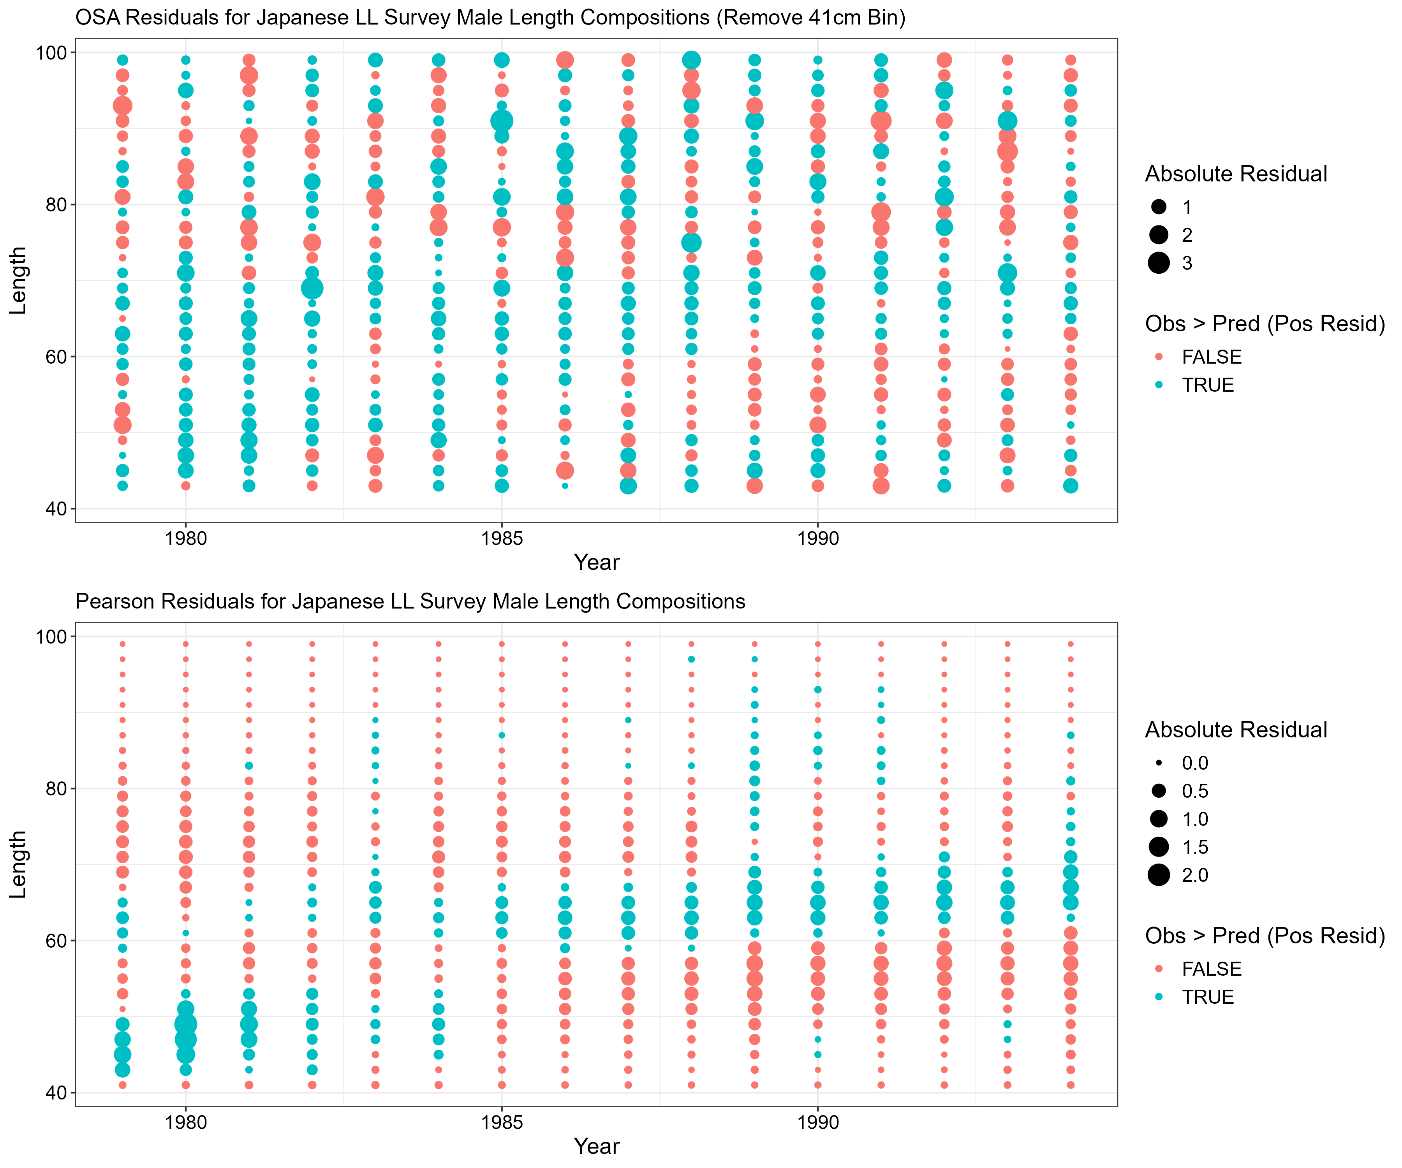 OSA Residuals for Japanese LL Survey Male Length Compositions (Remove 41cm Bin)
100
80
60
40
Length
1980
1985
1990
Year
Absolute Residual
1
2
3
Obs > Pred (Pos Resid)
FALSE
TRUE
Pearson Residuals for Japanese LL Survey Male Length Compositions
100
80
60
40
Length
1980
1985
1990
Year
Absolute Residual
0.0
0.5
1.0
1.5
2.0
Obs > Pred (Pos Resid)
FALSE
TRUE